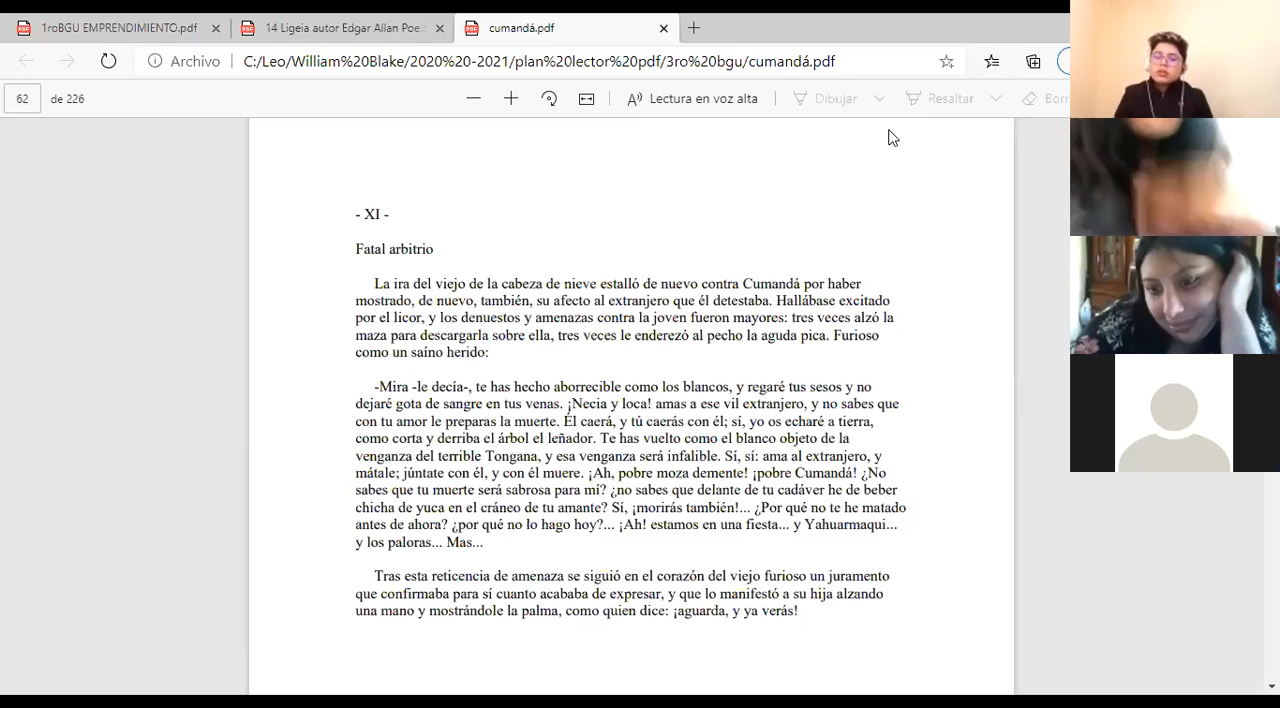 1roBGU EMPRENDIMIENTO.pdf
14 Ligeia autor Edgar Allan Poe.
cumandá.pdf
Archivo
C:/Leo/William%20Blake/2020%20-2021/plan%20lector%20pdf/3ro%20bgu/cumandá.pdf
62 de 226
Lectura en voz alta
Dibujar
Resaltar
Borr
- XI -
Fatal arbitrio
La ira del viejo de la cabeza de nieve estalló de nuevo contra Cumandá por haber
mostrado, de nuevo, también, su afecto al extranjero que él detestaba. Hallábase excitado
por el licor, y los denuestos y amenazas contra la joven fueron mayores: tres veces alzó la
maza para descargarla sobre ella, tres veces le enderezó al pecho la aguda pica. Furioso
como un saíno herido:
-Mira -le decía-, te has hecho aborrecible como los blancos, y regaré tus sesos y no
dejaré gota de sangre en tus venas. ¡Necia y loca! amas a ese vil extranjero, y no sabes que
con tu amor le preparas la muerte. Él caerá, y tú caerás con él; sí, yo os echaré a tierra,
como corta y derriba el árbol el leñador. Te has vuelto como el blanco objeto de la
venganza del terrible Tongana, y esa venganza será infalible. Sí, sí: ama al extranjero, y
mátale; júntate con él, y con él muere. ¡Ah, pobre moza demente! ¡pobre Cumandá! ¿No
sabes que tu muerte será sabrosa para mí? ¿no sabes que delante de tu cadáver he de beber
chicha de yuca en el cráneo de tu amante? Sí, ¡morirás también!... ¿Por qué no te he matado
antes de ahora? ¿por qué no lo hago hoy?... ¡Ah! estamos en una fiesta... y Yahuarmaqui...
y los paloras... Mas...
Tras esta reticencia de amenaza se siguió en el corazón del viejo furioso un juramento
que confirmaba para sí cuanto acababa de expresar, y que lo manifestó a su hija alzando
una mano y mostrándole la palma, como quien dice: ¡aguarda, y ya verás!